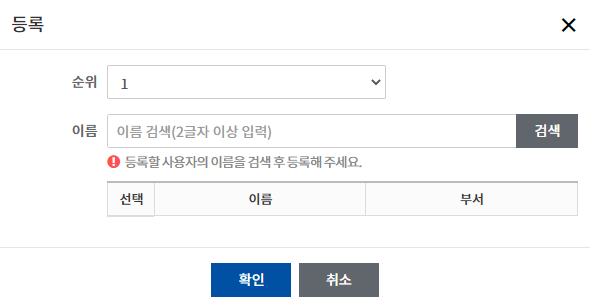 등록
순위 1
이름 이름 검색(2글자 이상 입력) 검색
등록할 사용자의 이름을 검색 후 등록해 주세요.
선택 이름 부서
확인 취소